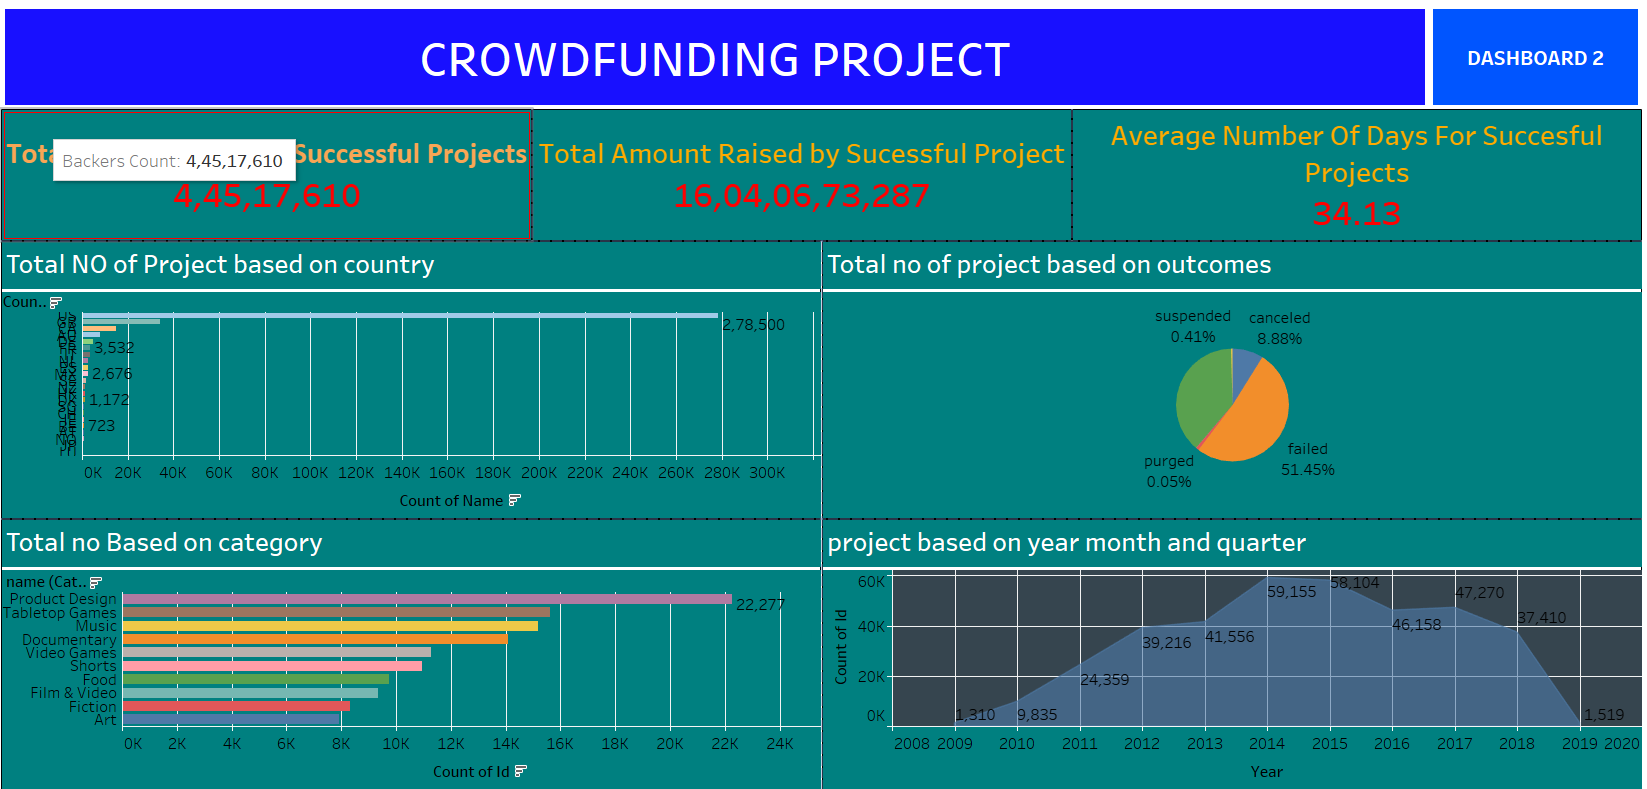 CROWDFUNDING PROJECT
DASHBOARD 2
Successful Projects
Backers Count: 4,45,17,610
4,45,17,610
Total Amount Raised by Sucessful Project
16,04,06,73,287
Average Number Of Days For Succesful
Projects
34.13
Total NO of Project based on country
Coun..
US
2,78,500
3,532
2,676
1,172
723
0K 20K 40K 60K 80K 100K 120K 140K 160K 180K 200K 220K 240K 260K 280K 300K
Count of Name
Total no of project based on outcomes
suspended
0.41%
canceled
8.88%
failed
51.45%
purged
0.05%
Total no Based on category
name (Cat..
Product Design
22,277
Tabletop Games
Music
Documentary
Video Games
Shorts
Food
Film & Video
Fiction
Art
0K 2K 4K 6K 8K 10K 12K 14K 16K 18K 20K 22K 24K
Count of Id
project based on year month and quarter
Count of Id
60K
40K
20K
0K
1,310
9,835
24,359
39,216
41,556
59,155
58,104
46,158
47,270
37,410
1,519
2008 2009 2010 2011 2012 2013 2014 2015 2016 2017 2018 2019 2020
Year